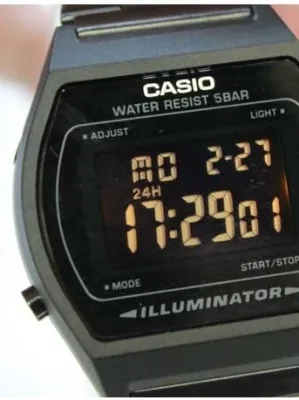 CASIO
WATER RESIST 5BAR
LIGHT
ADJUST
MO 2-27
24H
17:29 01
START/STOP
MODE
ILLUMINATOR